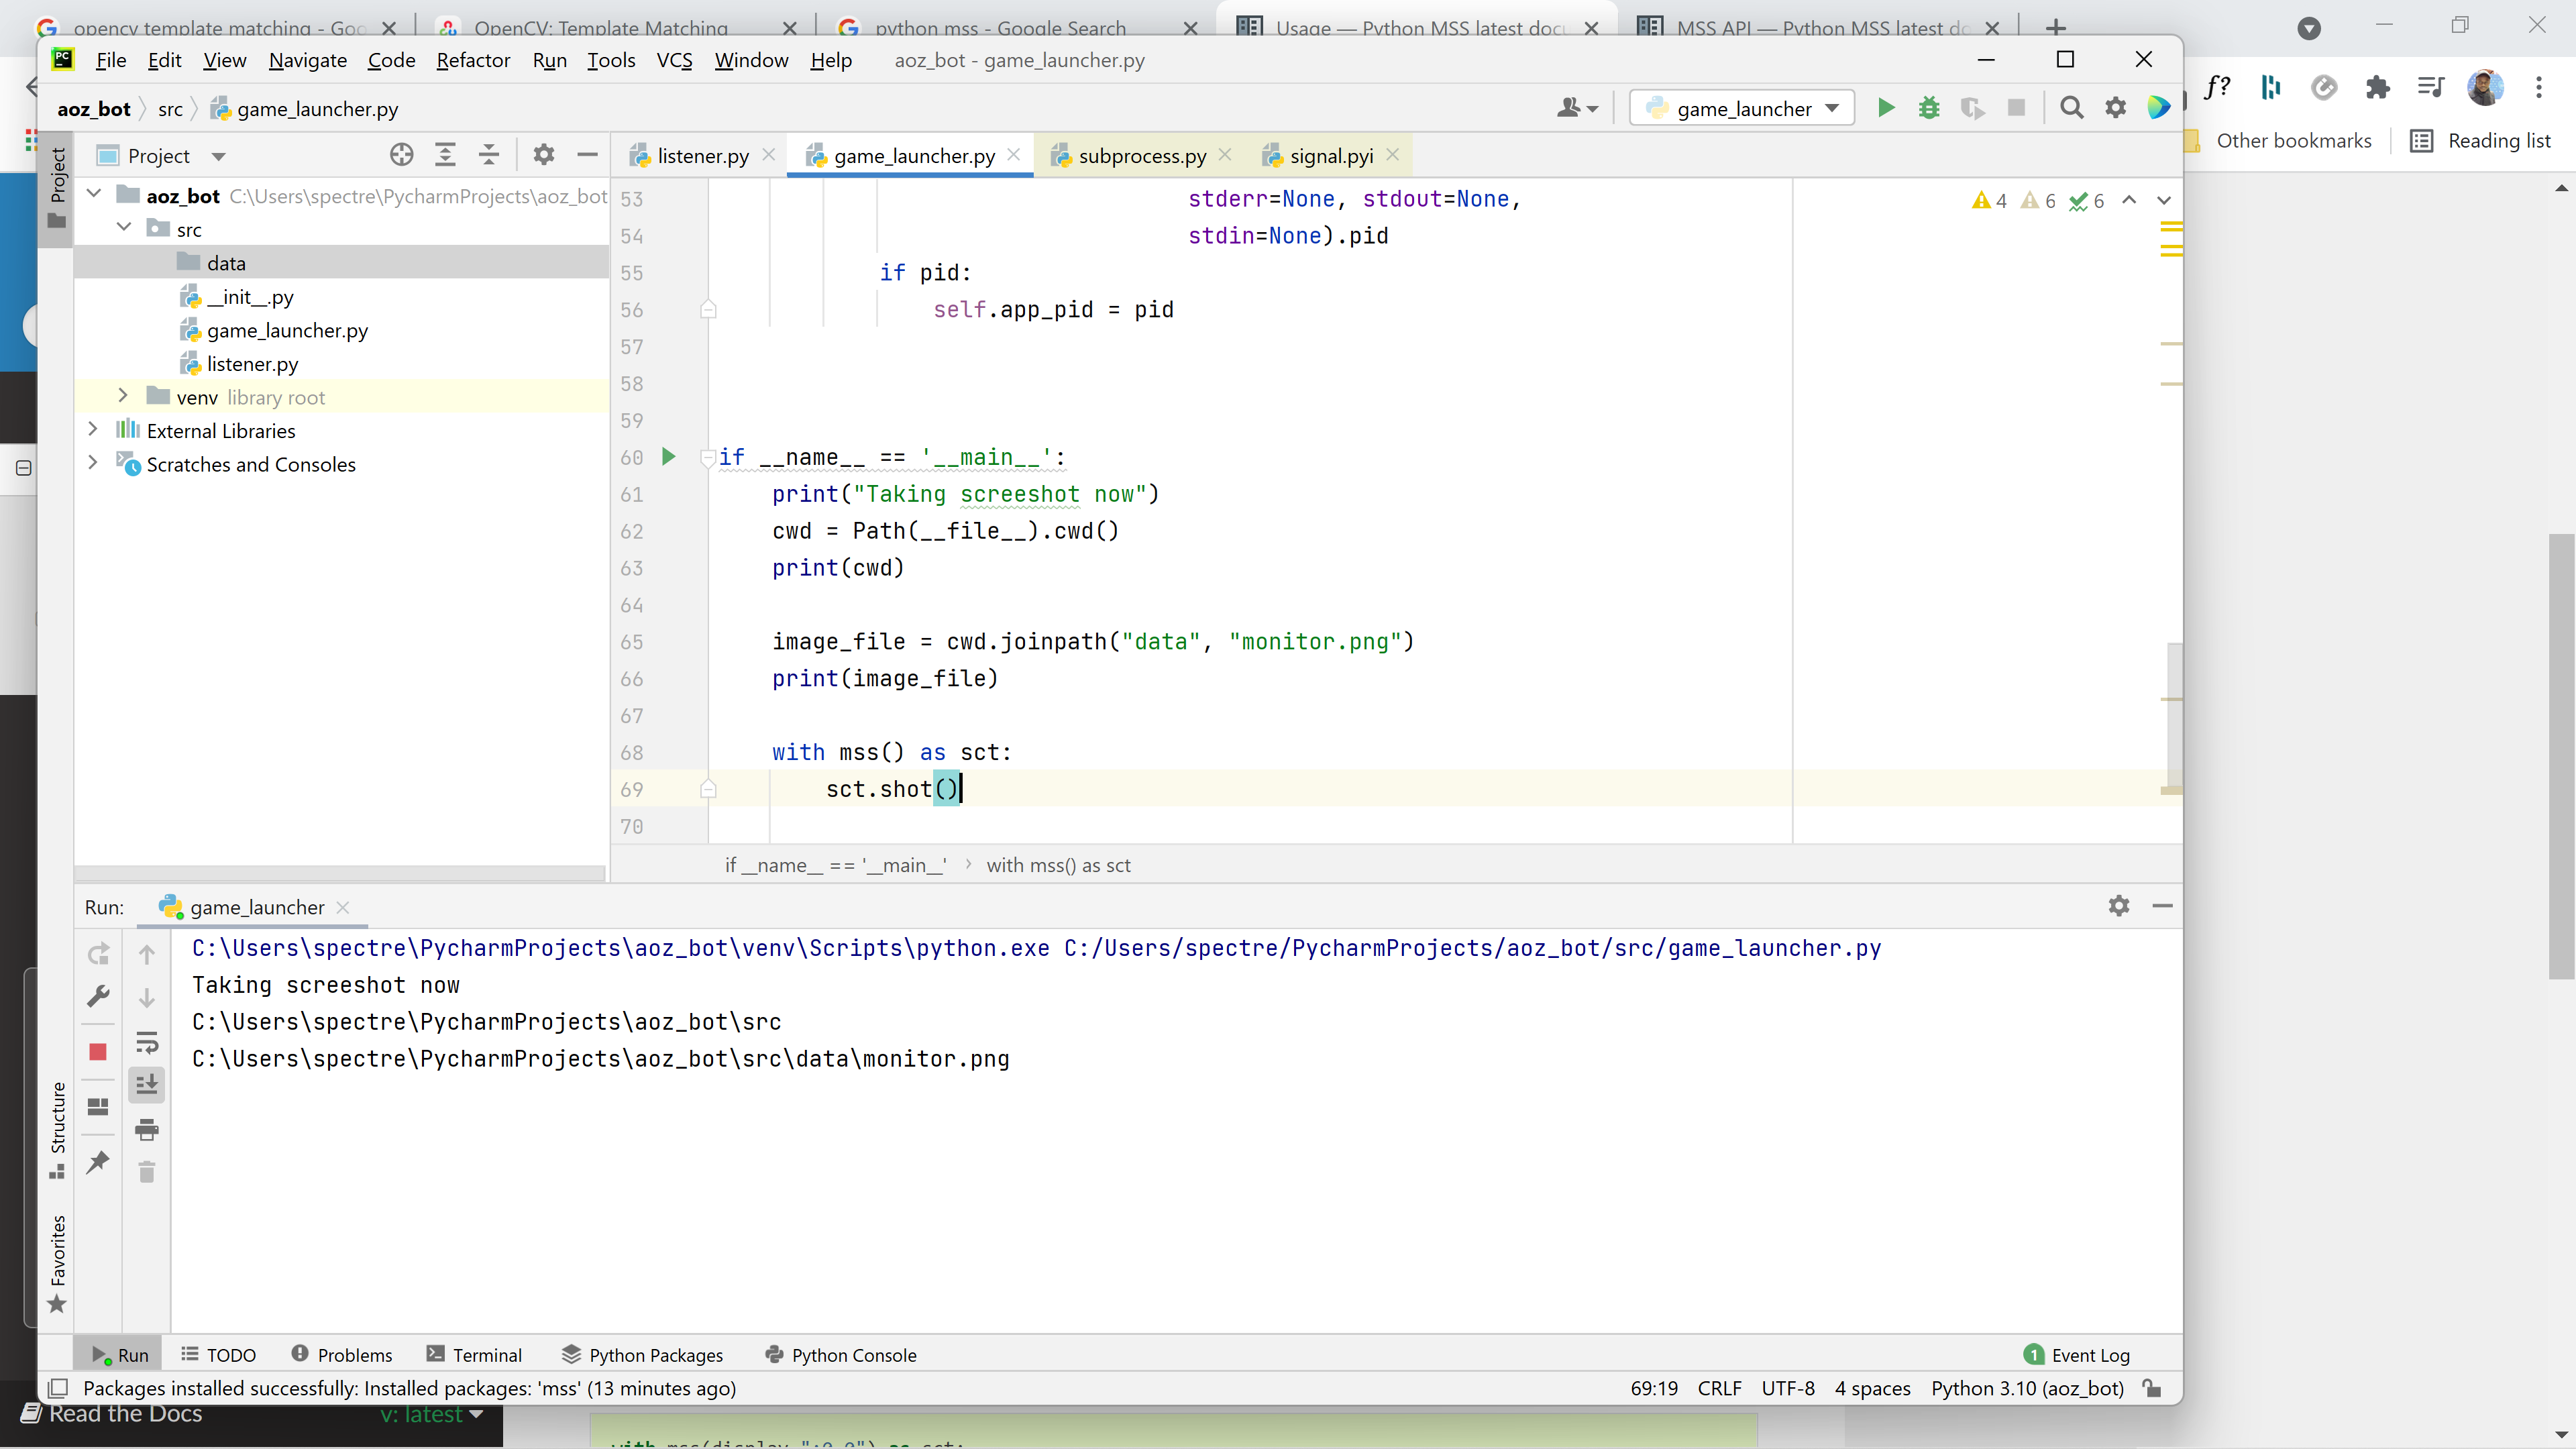 opencv template matching - Goo
OpenCV: Template Matching
python mss - Google Search
Usage — Python MSS latest docu
MSS API — Python MSS latest do
File Edit View Navigate Code Refactor Run Tools VCS Window Help aoz_bot - game_launcher.py
aoz_bot src game_launcher.py
game_launcher
f?
Other bookmarks
Reading list
Project
Project
listener.py
game_launcher.py
subprocess.py
signal.pyi
aoz_bot C:\Users\spectre\PycharmProjects\aoz_bot
src
data
__init__.py
game_launcher.py
listener.py
venv library root
External Libraries
Scratches and Consoles
4 6 6
53 stderr=None, stdout=None,
54 stdin=None).pid
55 if pid:
56 self.app_pid = pid
57
58
59
60 if __name__ == '__main__':
61 print("Taking screeshot now")
62 cwd = Path(__file__).cwd()
63 print(cwd)
64
65 image_file = cwd.joinpath("data", "monitor.png")
66 print(image_file)
67
68 with mss() as sct:
69 sct.shot()
70
if __name__ == '__main__' › with mss() as sct
Run: game_launcher
C:\Users\spectre\PycharmProjects\aoz_bot\venv\Scripts\python.exe C:/Users/spectre/PycharmProjects/aoz_bot/src/game_launcher.py
Taking screeshot now
C:\Users\spectre\PycharmProjects\aoz_bot\src
C:\Users\spectre\PycharmProjects\aoz_bot\src\data\monitor.png
Structure
Favorites
Run TODO Problems Terminal Python Packages Python Console 1 Event Log
Packages installed successfully: Installed packages: 'mss' (13 minutes ago) 69:19 CRLF UTF-8 4 spaces Python 3.10 (aoz_bot)
Read the Docs v: latest